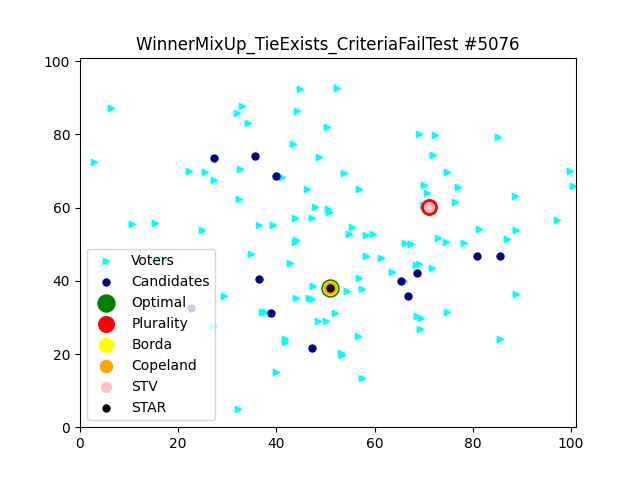 WinnerMixUp_TieExists_CriteriaFailTest #5076
100
80
60
40
20
0
Voters
Candidates
Optimal
Plurality
Borda
Copeland
STV
STAR
0 20 40 60 80 100